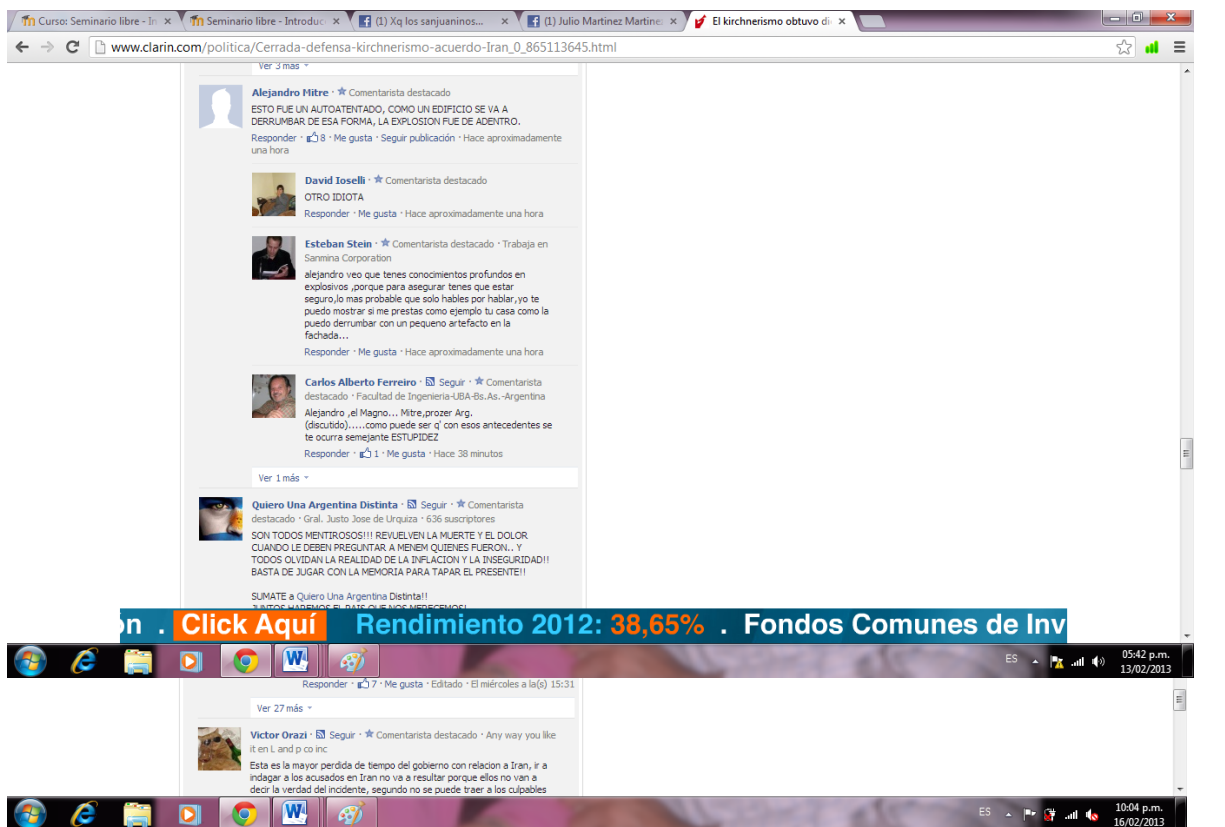 Curso: Seminario libre - In
Seminario libre - Introduc
(1) Xq los sanjuaninos...
(1) Julio Martinez Martine
El kirchnerismo obtuvo di
www.clarin.com/politica/Cerrada-defensa-kirchnerismo-acuerdo-Iran_0_865113645.html
Ver 3 más
Alejandro Mitre · Comentarista destacado
ESTO FUE UN AUTOATENTADO, COMO UN EDIFICIO SE VA A
DERRUMBAR DE ESA FORMA, LA EXPLOSION FUE DE ADENTRO.
Responder · 8 · Me gusta · Seguir publicación · Hace aproximadamente
una hora
David Ioselli · Comentarista destacado
OTRO IDIOTA
Responder · Me gusta · Hace aproximadamente una hora
Esteban Stein · Comentarista destacado · Trabaja en
Sanmina Corporation
alejandro veo que tenes conocimientos profundos en
explosivos ,porque para asegurar tenes que estar
seguro,lo mas probable que solo hables por hablar,yo te
puedo mostrar si me prestas como ejemplo tu casa como la
puedo derrumbar con un pequeno artefacto en la
fachada...
Responder · Me gusta · Hace aproximadamente una hora
Carlos Alberto Ferreiro · Seguir · Comentarista
destacado · Facultad de Ingenieria-UBA-Bs.As.-Argentina
Alejandro ,el Magno... Mitre,prozer Arg.
(discutido).....como puede ser q' con esos antecedentes se
te ocurra semejante ESTUPIDEZ
Responder · 1 · Me gusta · Hace 38 minutos
Ver 1 más
Quiero Una Argentina Distinta · Seguir · Comentarista
destacado · Gral. Justo Jose de Urquiza · 636 suscriptores
SON TODOS MENTIROSOS!!! REVUELVEN LA MUERTE Y EL DOLOR
CUANDO LE DEBEN PREGUNTAR A MENEM QUIENES FUERON.. Y
TODOS OLVIDAN LA REALIDAD DE LA INFLACION Y LA INSEGURIDAD!!
BASTA DE JUGAR CON LA MEMORIA PARA TAPAR EL PRESENTE!!
SUMATE a Quiero Una Argentina Distinta!!
JUNTOS HAREMOS EL PAIS QUE NOS MERECEMOS!
ón . Click Aquí Rendimiento 2012: 38,65% . Fondos Comunes de Inv
ES
05:42 p.m.
13/02/2013
Responder · 7 · Me gusta · Editado · El miércoles a la(s) 15:31
Ver 27 más
Victor Orazi · Seguir · Comentarista destacado · Any way you like
it en L and p co inc
Esta es la mayor perdida de tiempo del gobierno con relacion a Iran, ir a
indagar a los acusados en Iran no va a resultar porque ellos no van a
decir la verdad del incidente, segundo no se puede traer a los culpables
ES
10:04 p.m.
16/02/2013